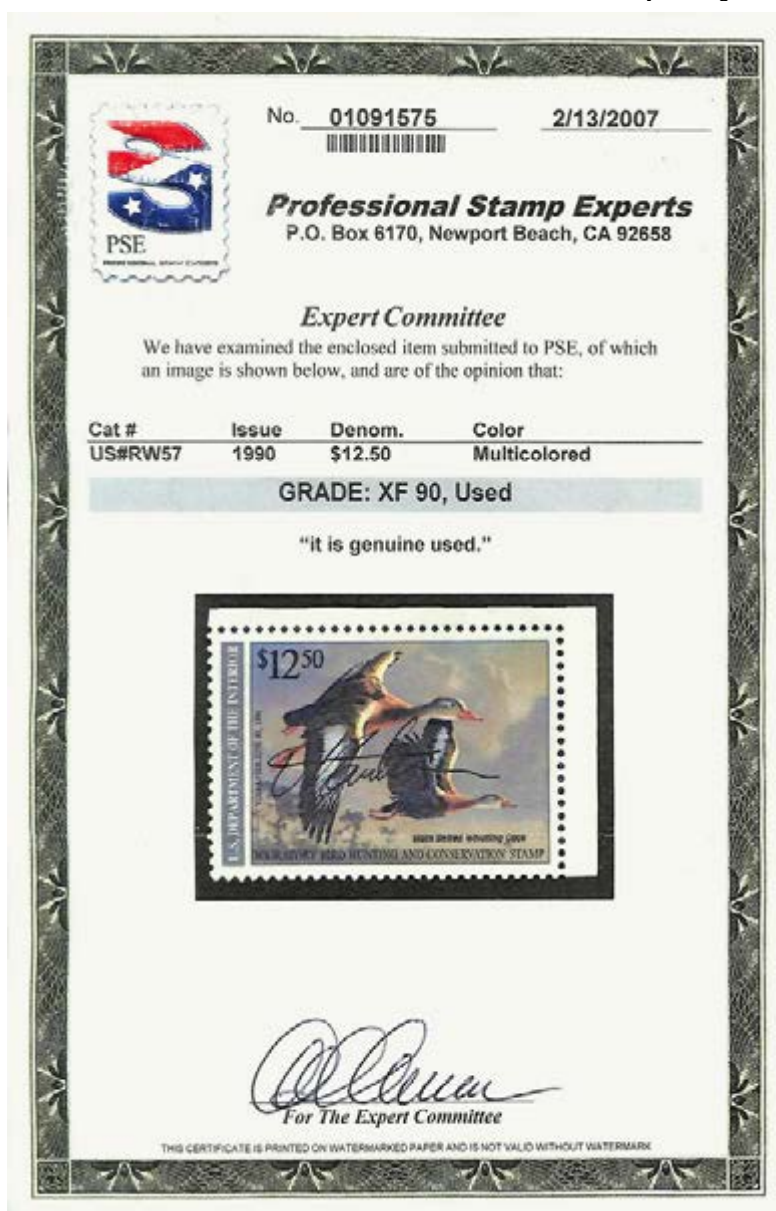 No. 01091575 2/13/2007
PSE
Professional Stamp Experts
P.O. Box 6170, Newport Beach, CA 92658
Expert Committee
We have examined the enclosed item submitted to PSE, of which
an image is shown below, and are of the opinion that:
Cat # Issue Denom. Color
US#RW57 1990 $12.50 Multicolored
GRADE: XF 90, Used
“it is genuine used.”
$12 50
U.S. DEPARTMENT OF THE INTERIOR
MIGRATORY BIRD HUNTING AND CONSERVATION STAMP
For The Expert Committee
THIS CERTIFICATE IS PRINTED ON WATERMARKED PAPER AND IS NOT VALID WITHOUT WATERMARK